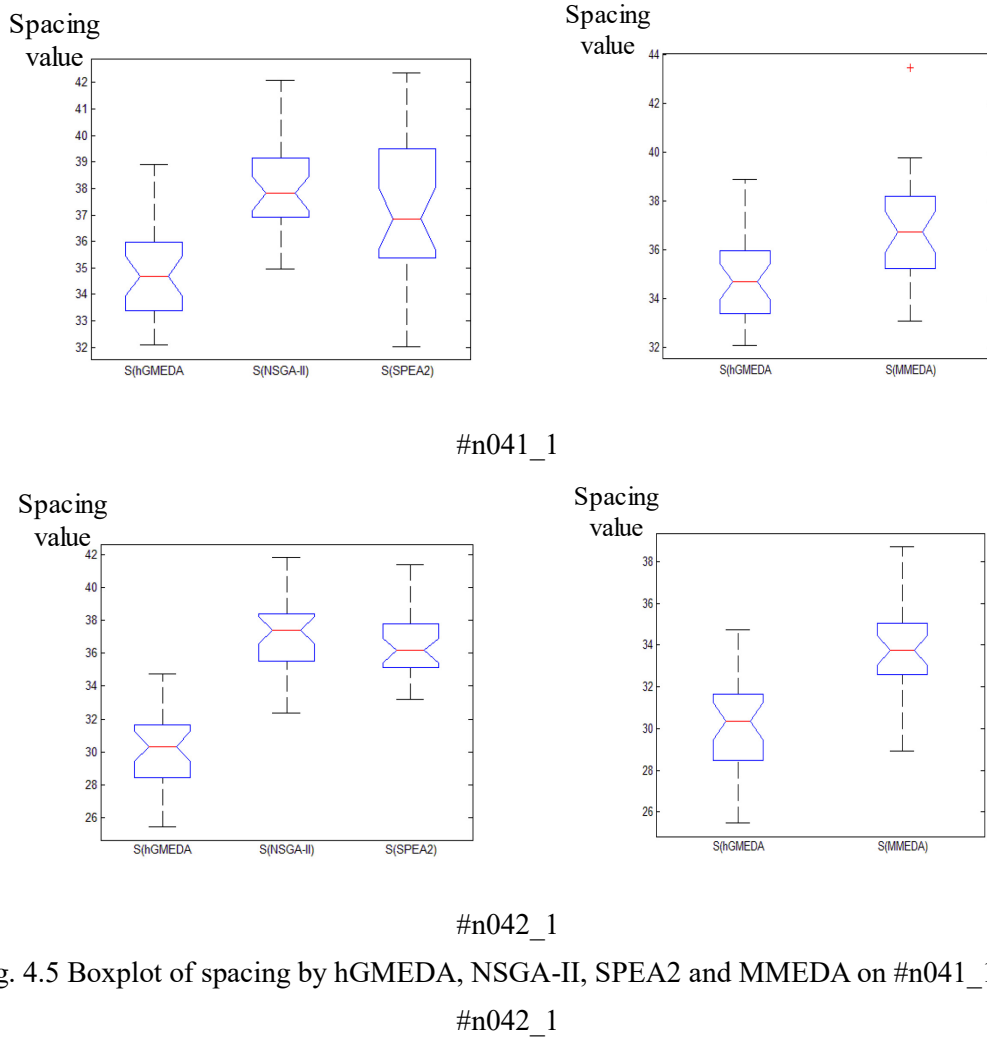 Spacing
value
42
41
40
39
38
37
36
35
34
33
32
S(hGMEDA
S(NSGA-II)
S(SPEA2)
Spacing
value
44
42
40
38
36
34
32
S(hGMEDA
S(MMEDA)
#n041_1
Spacing
value
42
40
38
36
34
32
30
28
26
S(hGMEDA
S(NSGA-II)
S(SPEA2)
Spacing
value
38
36
34
32
30
28
26
S(hGMEDA
S(MMEDA)
#n042_1
g. 4.5 Boxplot of spacing by hGMEDA, NSGA-II, SPEA2 and MMEDA on #n041_1
#n042_1